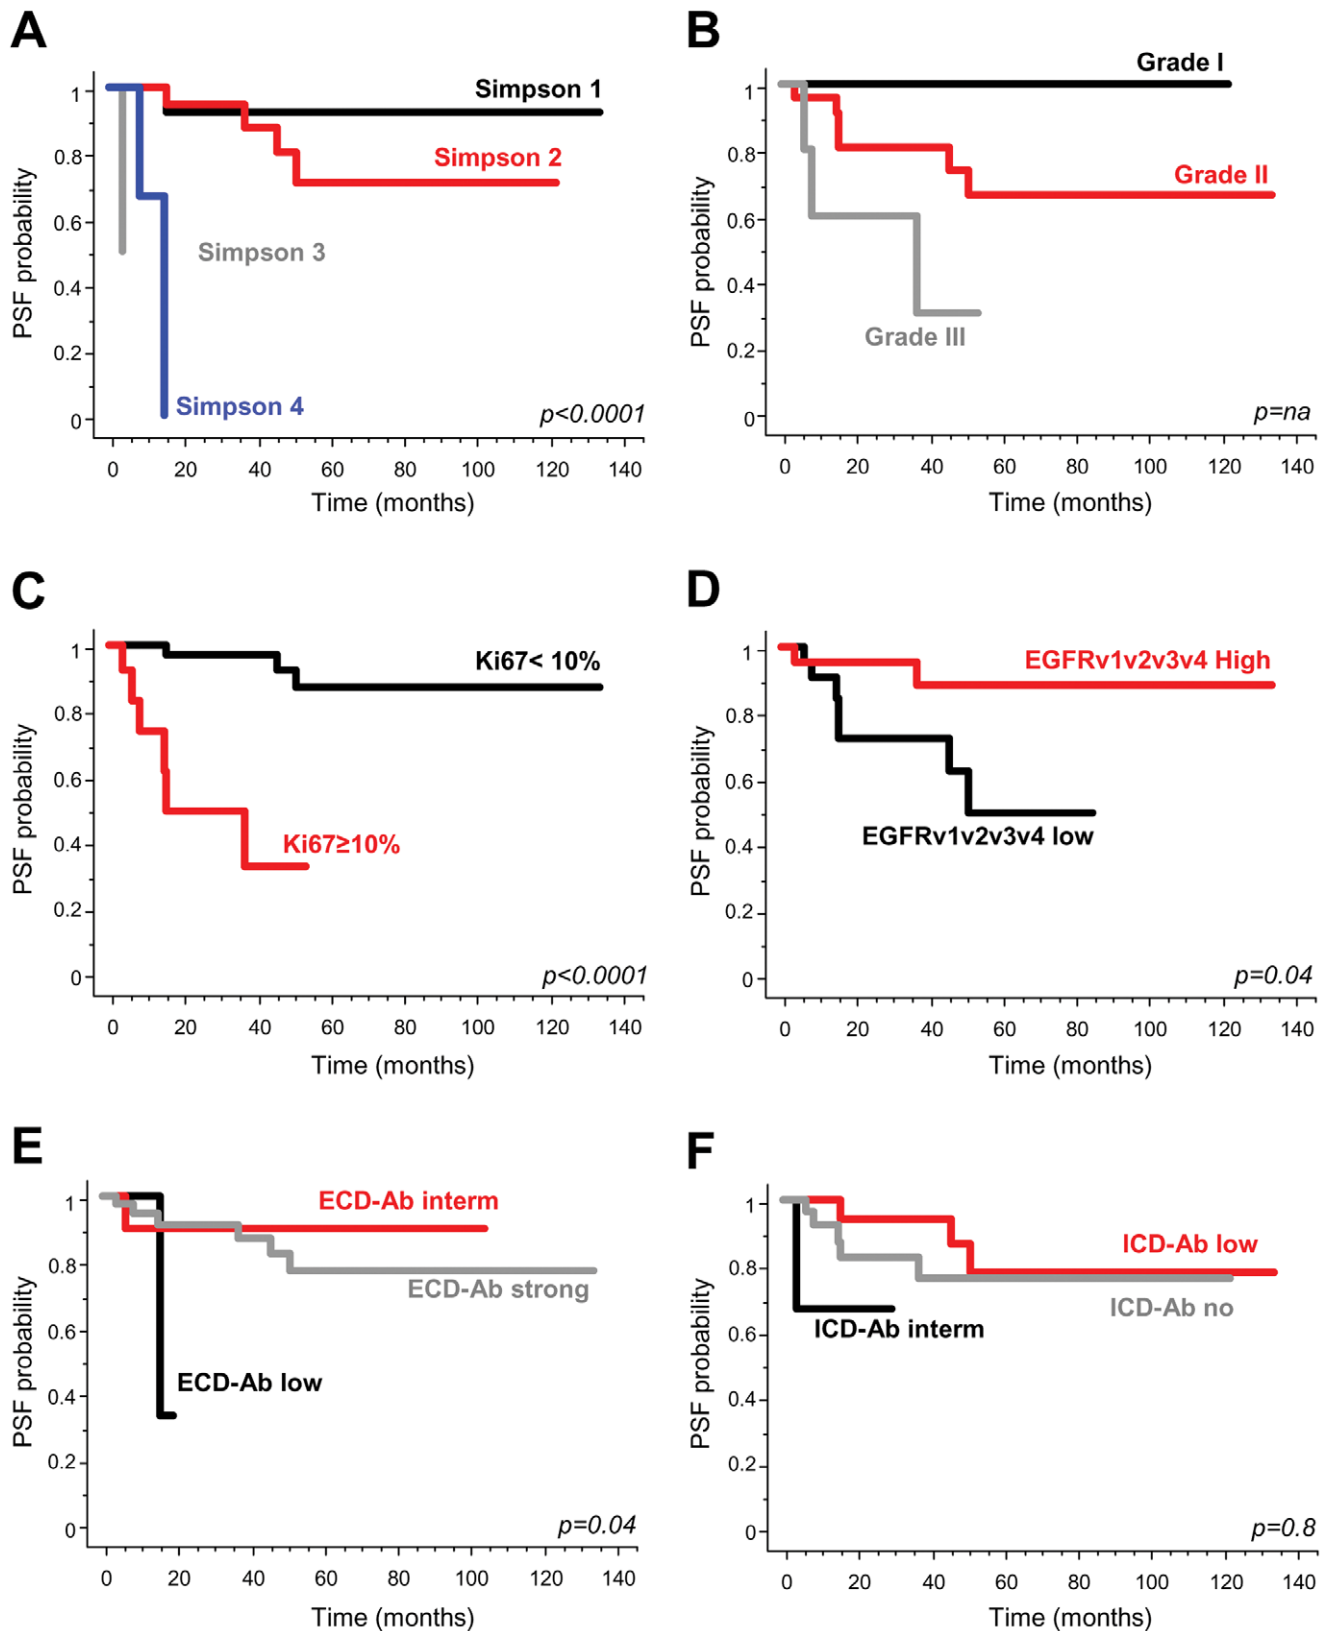 A
PSF probability
1
0.8
0.6
0.4
0.2
0
Simpson 1
Simpson 2
Simpson 3
Simpson 4
p<0.0001
0 20 40 60 80 100 120 140
Time (months)
B
PSF probability
1
0.8
0.6
0.4
0.2
0
Grade I
Grade II
Grade III
p=na
0 20 40 60 80 100 120 140
Time (months)
C
PSF probability
1
0.8
0.6
0.4
0.2
0
Ki67< 10%
Ki67≥10%
p<0.0001
0 20 40 60 80 100 120 140
Time (months)
D
PSF probability
1
0.8
0.6
0.4
0.2
0
EGFRv1v2v3v4 High
EGFRv1v2v3v4 low
p=0.04
0 20 40 60 80 100 120 140
Time (months)
E
PSF probability
1
0.8
0.6
0.4
0.2
0
ECD-Ab interm
ECD-Ab strong
ECD-Ab low
p=0.04
0 20 40 60 80 100 120 140
Time (months)
F
PSF probability
1
0.8
0.6
0.4
0.2
0
ICD-Ab low
ICD-Ab no
ICD-Ab interm
p=0.8
0 20 40 60 80 100 120 140
Time (months)